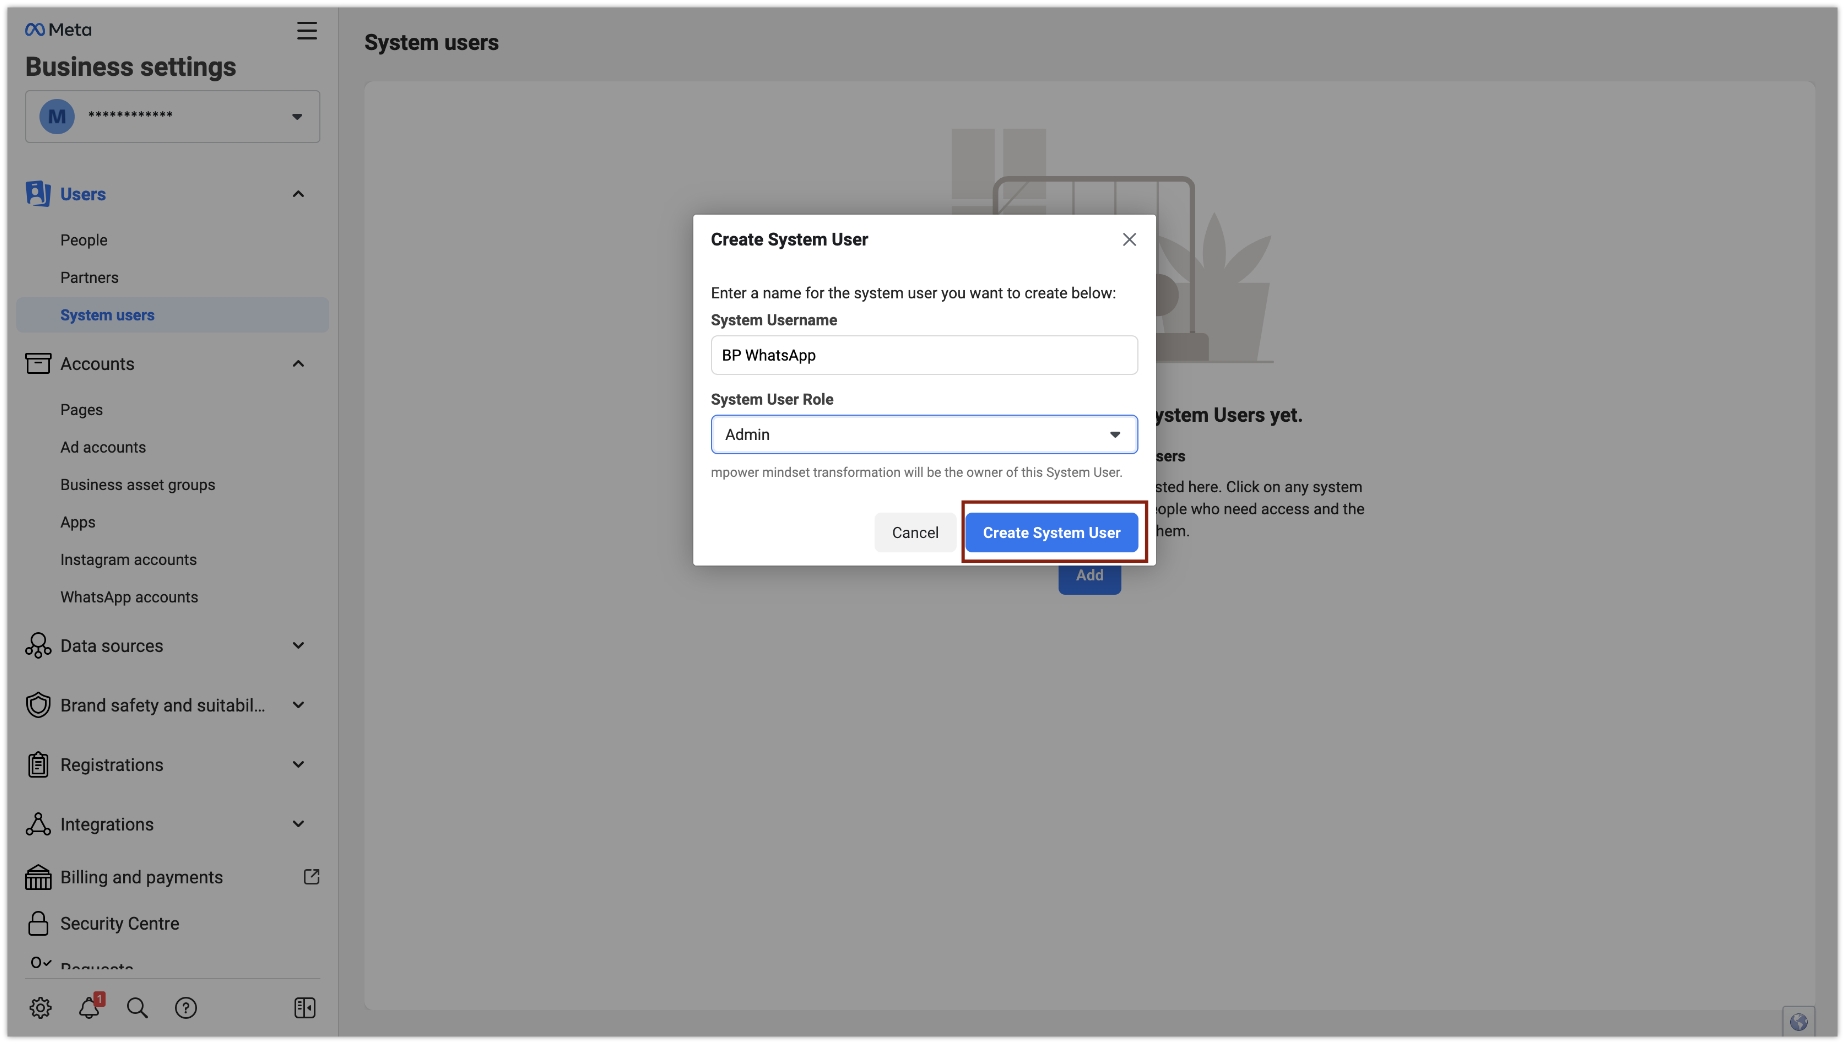 Meta
Business settings
M
************
Users
People
Partners
System users
Accounts
Pages
Ad accounts
Business asset groups
Apps
Instagram accounts
WhatsApp accounts
Data sources
Brand safety and suitabil...
Registrations
Integrations
Billing and payments
Security Centre
Requests
1
System users
Create System User
Enter a name for the system user you want to create below:
System Username
BP WhatsApp
System User Role
Admin
mpower mindset transformation will be the owner of this System User.
Cancel
Create System User
ystem Users yet.
sers
sted here. Click on any system
ople who need access and the
hem.
Add